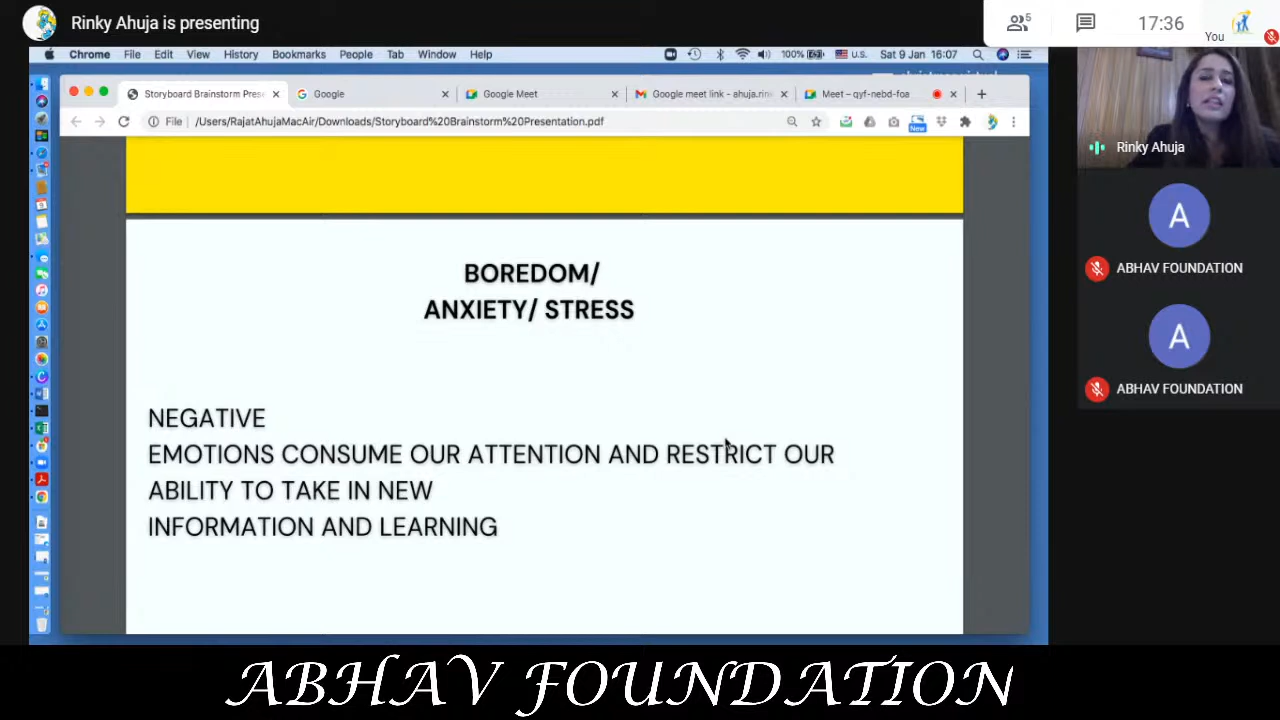 Rinky Ahuja is presenting
5
17:36
You
Chrome File Edit View History Bookmarks People Tab Window Help
100% U.S. Sat 9 Jan 16:07
Storyboard Brainstorm Prese
Google
Google Meet
Google meet link - ahuja.rin
Meet – qyf-nebd-foa
File /Users/RajatAhujaMacAir/Downloads/Storyboard%20Brainstorm%20Presentation.pdf
New
BOREDOM/
ANXIETY/ STRESS
NEGATIVE
EMOTIONS CONSUME OUR ATTENTION AND RESTRICT OUR
ABILITY TO TAKE IN NEW
INFORMATION AND LEARNING
Rinky Ahuja
A
ABHAV FOUNDATION
A
ABHAV FOUNDATION
ABHAV FOUNDATION